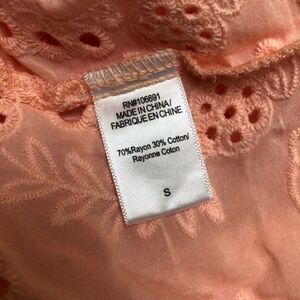 RN#106691
MADE IN CHINA/
FABRIQUE EN CHINE
70%Rayon 30% Cotton/
Rayonne Coton
S